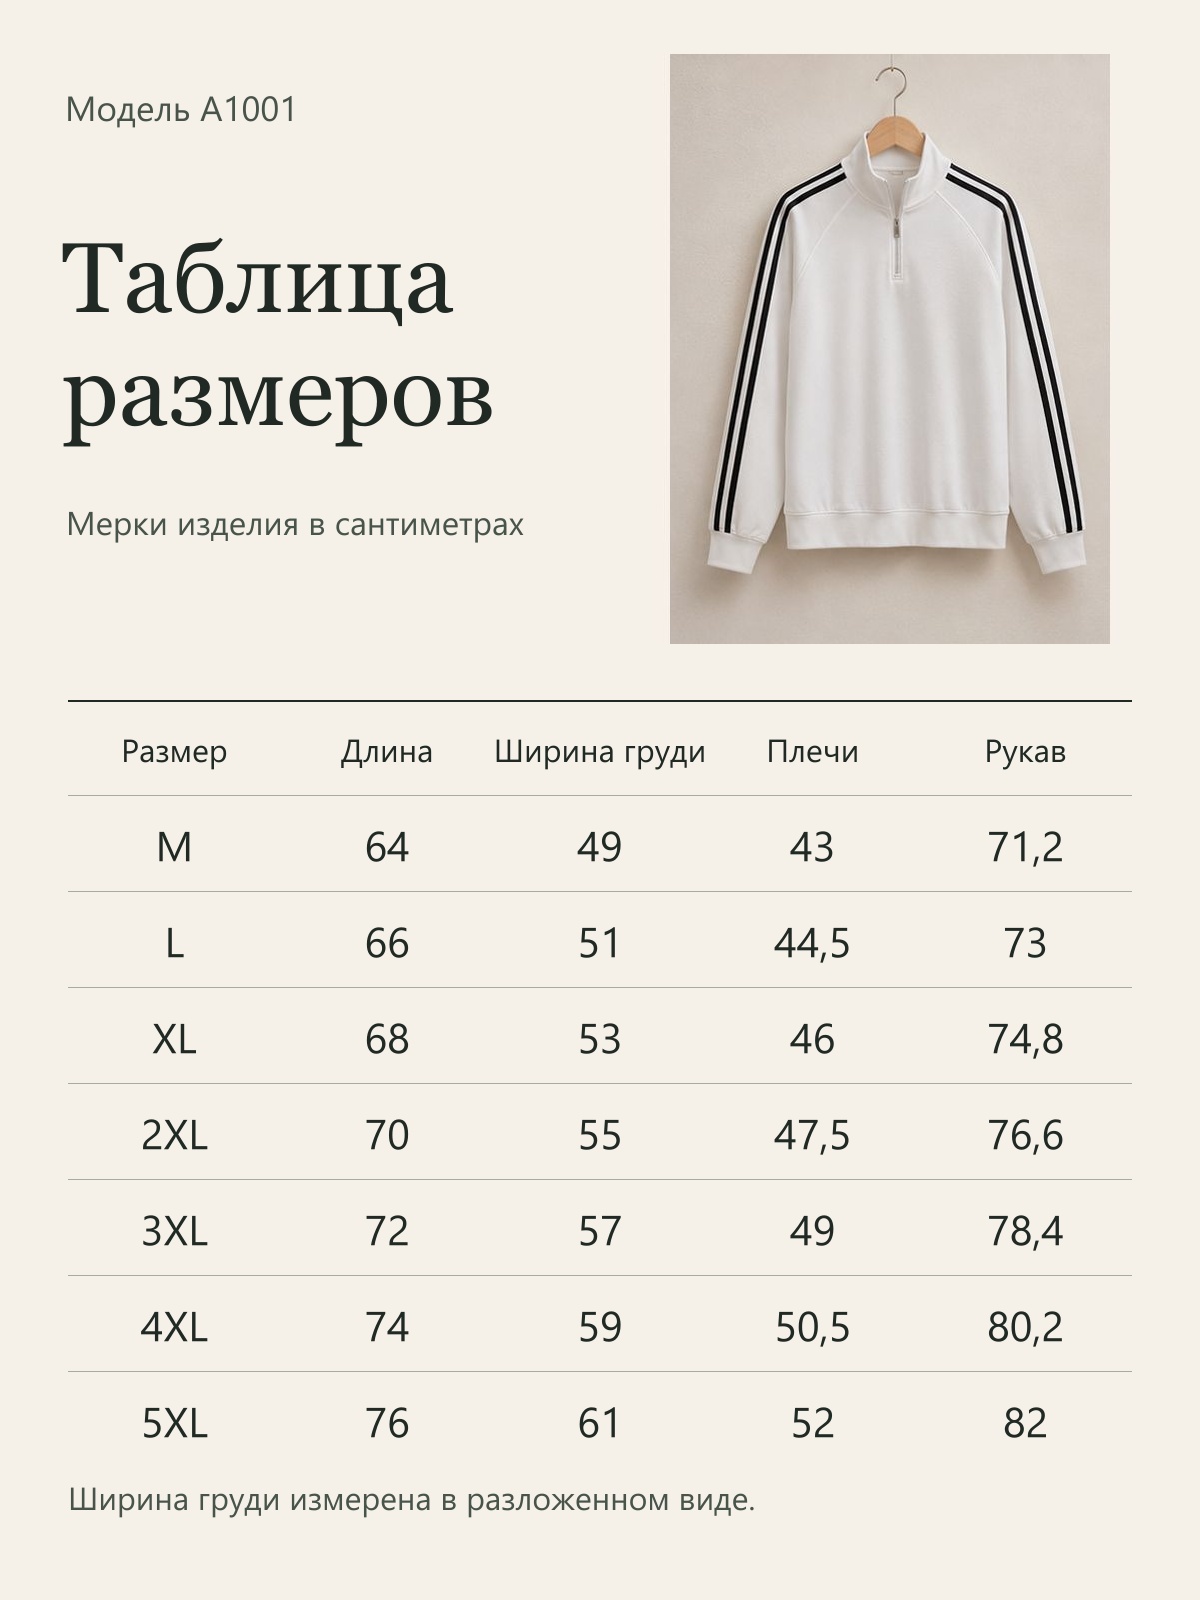 Модель A1001
Таблица
размеров
Мерки изделия в сантиметрах
Размер Длина Ширина груди Плечи Рукав
M 64 49 43 71,2
L 66 51 44,5 73
XL 68 53 46 74,8
2XL 70 55 47,5 76,6
3XL 72 57 49 78,4
4XL 74 59 50,5 80,2
5XL 76 61 52 82
Ширина груди измерена в разложенном виде.